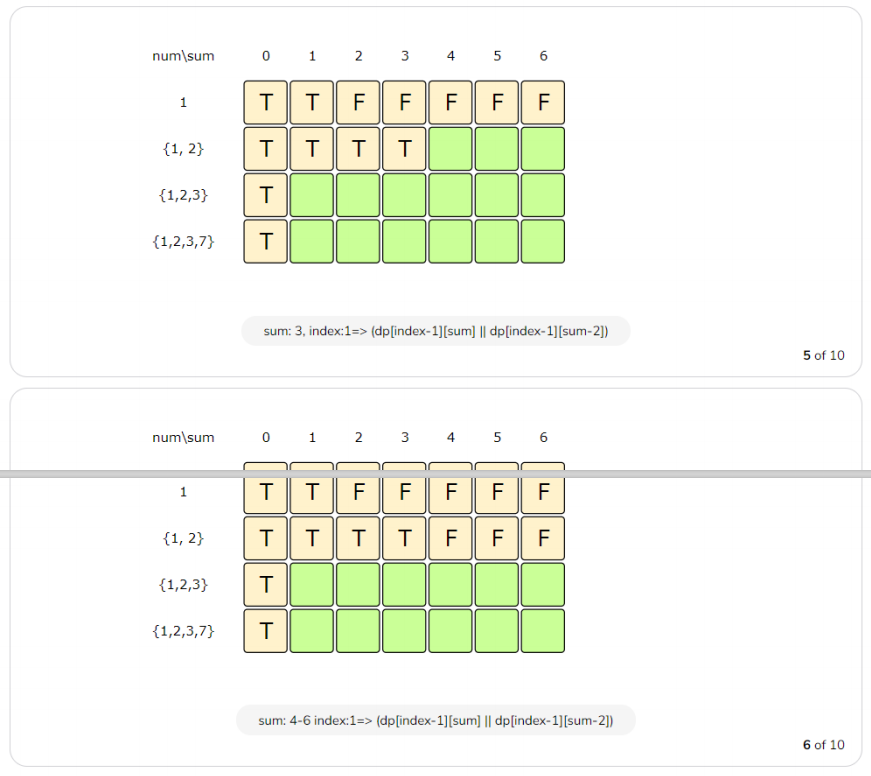 num\sum 0 1 2 3 4 5 6
1 T T F F F F F
{1, 2} T T T T
{1,2,3} T
{1,2,3,7} T
sum: 3, index:1=> (dp[index-1][sum] || dp[index-1][sum-2])
5 of 10
num\sum 0 1 2 3 4 5 6
1 T T F F F F F
{1, 2} T T T T F F F
{1,2,3} T
{1,2,3,7} T
sum: 4-6 index:1=> (dp[index-1][sum] || dp[index-1][sum-2])
6 of 10